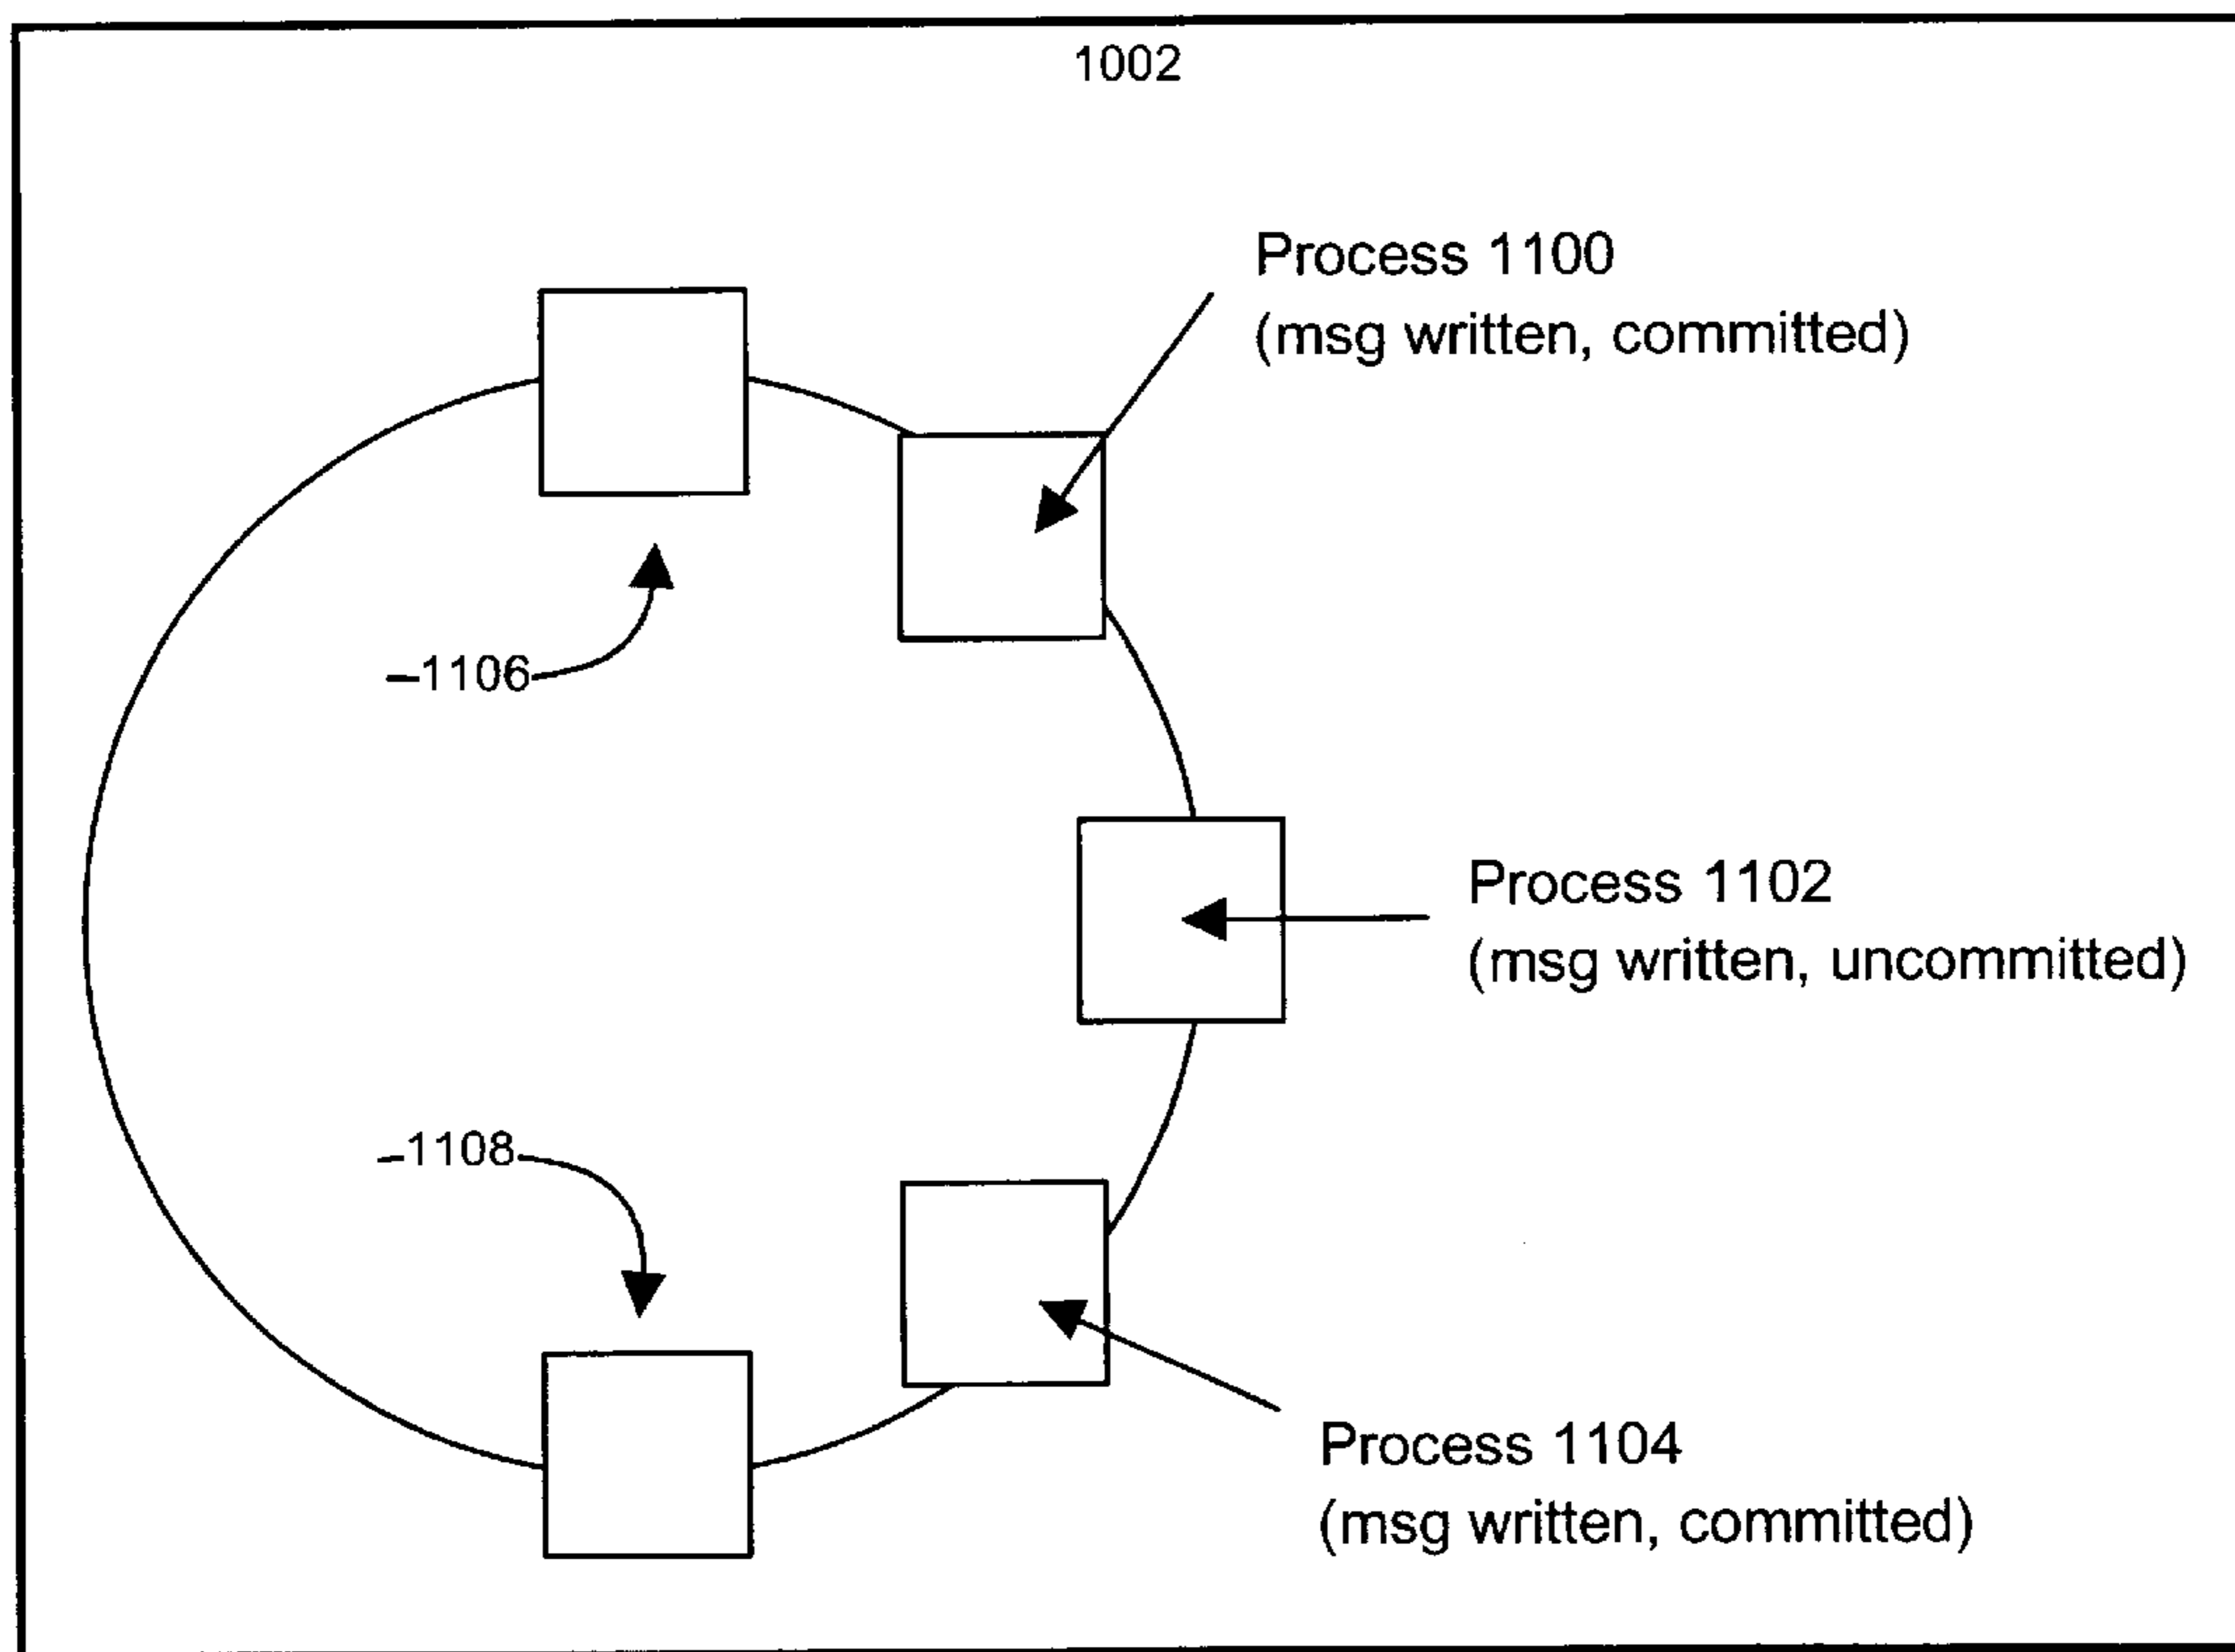 1002
Process 1100
(msg written, committed)
1106
Process 1102
(msg written, uncommitted)
1108
Process 1104
(msg written, committed)